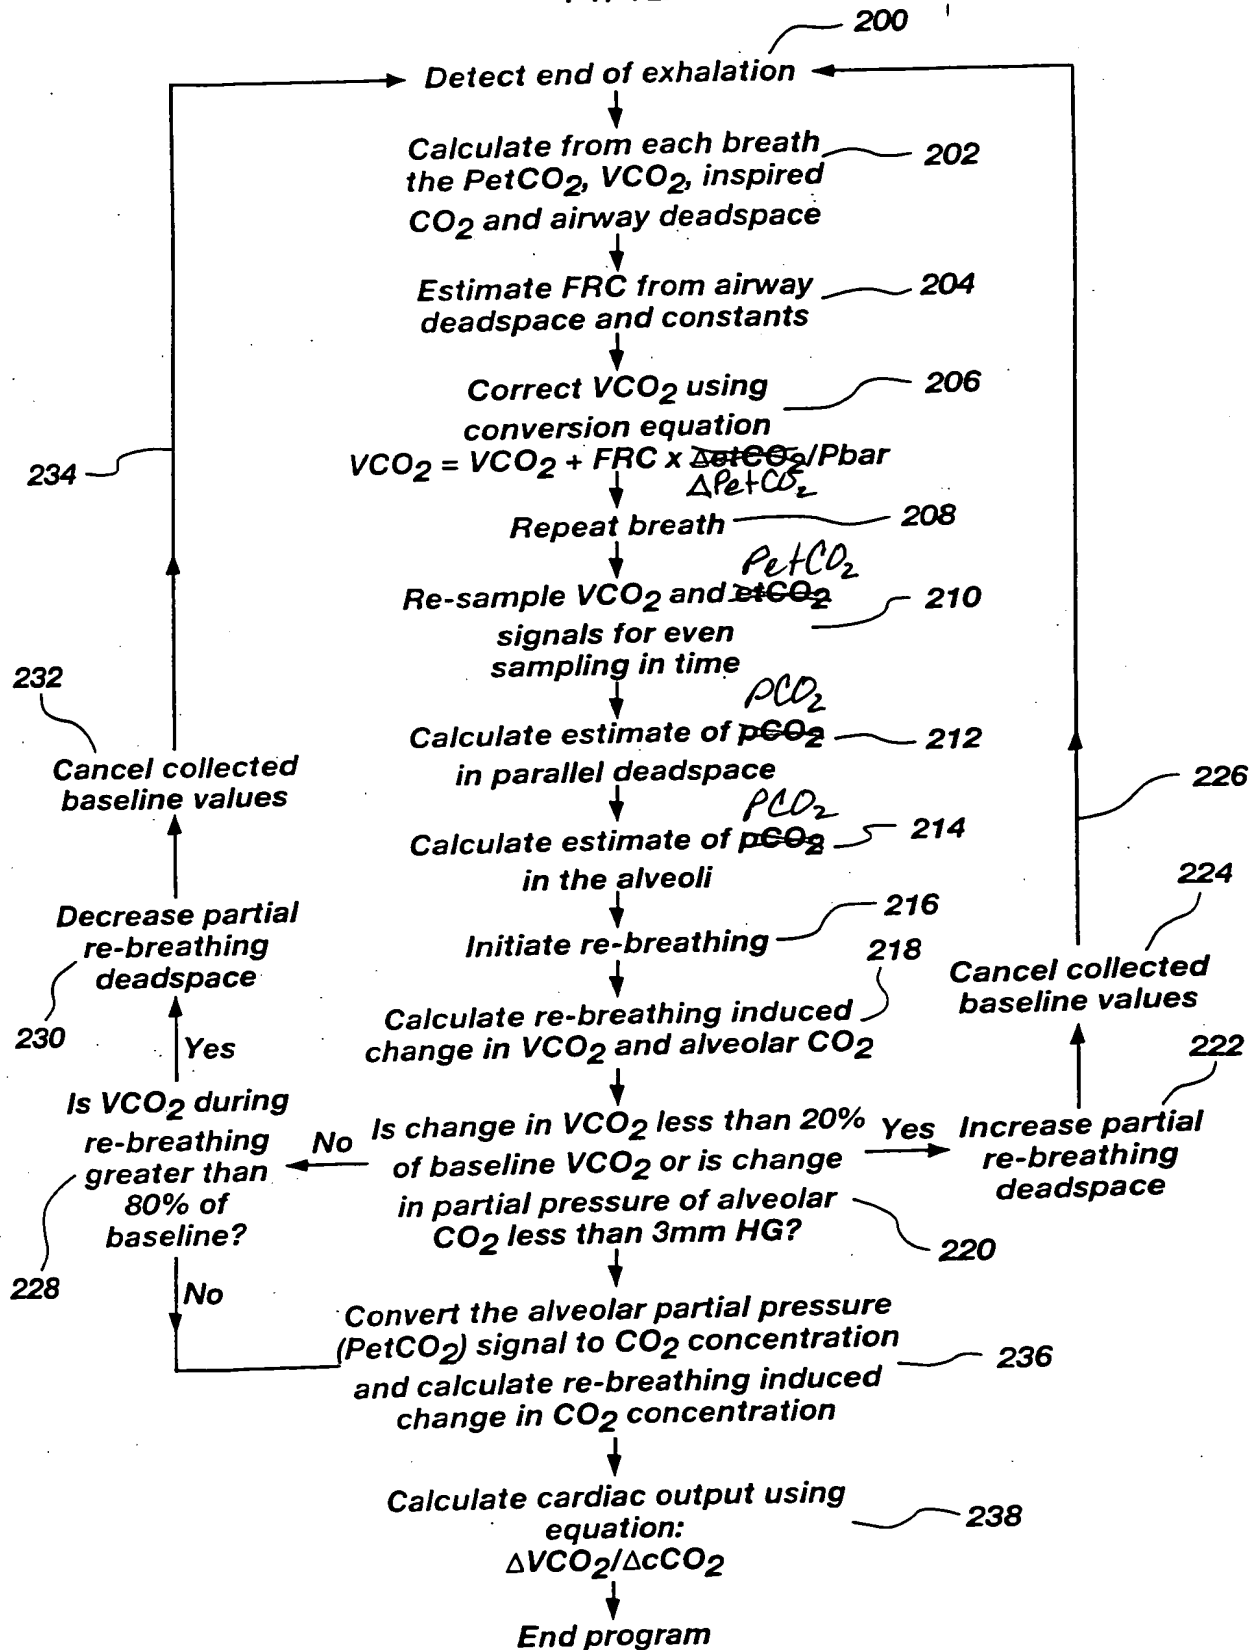 200
Detect end of exhalation
Calculate from each breath
the PetCO2, VCO2, inspired
CO2 and airway deadspace
202
Estimate FRC from airway
deadspace and constants
204
Correct VCO2 using
conversion equation
VCO2 = VCO2 + FRC x ΔetCO2/Pbar
ΔPetCO2
206
Repeat breath
208
PetCO2
Re-sample VCO2 and etCO2
signals for even
sampling in time
210
PCO2
Calculate estimate of pCO2
in parallel deadspace
212
PCO2
Calculate estimate of pCO2
in the alveoli
214
Initiate re-breathing
216
Calculate re-breathing induced
change in VCO2 and alveolar CO2
218
Is change in VCO2 less than 20%
of baseline VCO2 or is change
in partial pressure of alveolar
CO2 less than 3mm HG?
220
Yes
Increase partial
re-breathing
deadspace
222
Cancel collected
baseline values
224
226
No
Is VCO2 during
re-breathing
greater than
80% of
baseline?
228
Yes
Decrease partial
re-breathing
deadspace
230
Cancel collected
baseline values
232
234
No
Convert the alveolar partial pressure
(PetCO2) signal to CO2 concentration
and calculate re-breathing induced
change in CO2 concentration
236
Calculate cardiac output using
equation:
ΔVCO2/ΔcCO2
238
End program